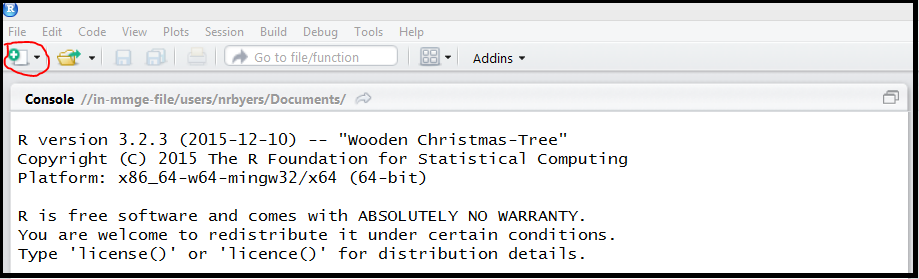 R
File Edit Code View Plots Session Build Debug Tools Help
Go to file/function Addins
Console //in-mmge-file/users/nrbyers/Documents/
R version 3.2.3 (2015-12-10) -- "Wooden Christmas-Tree"
Copyright (C) 2015 The R Foundation for Statistical Computing
Platform: x86_64-w64-mingw32/x64 (64-bit)
R is free software and comes with ABSOLUTELY NO WARRANTY.
You are welcome to redistribute it under certain conditions.
Type 'license()' or 'licence()' for distribution details.